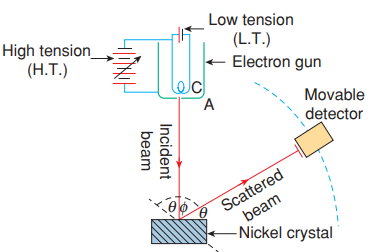 Low tension
(L.T.)
High tension
(H.T.)
Electron gun
C
A
Movable
detector
Incident
beam
Scattered
beam
θ ϕ θ
Nickel crystal